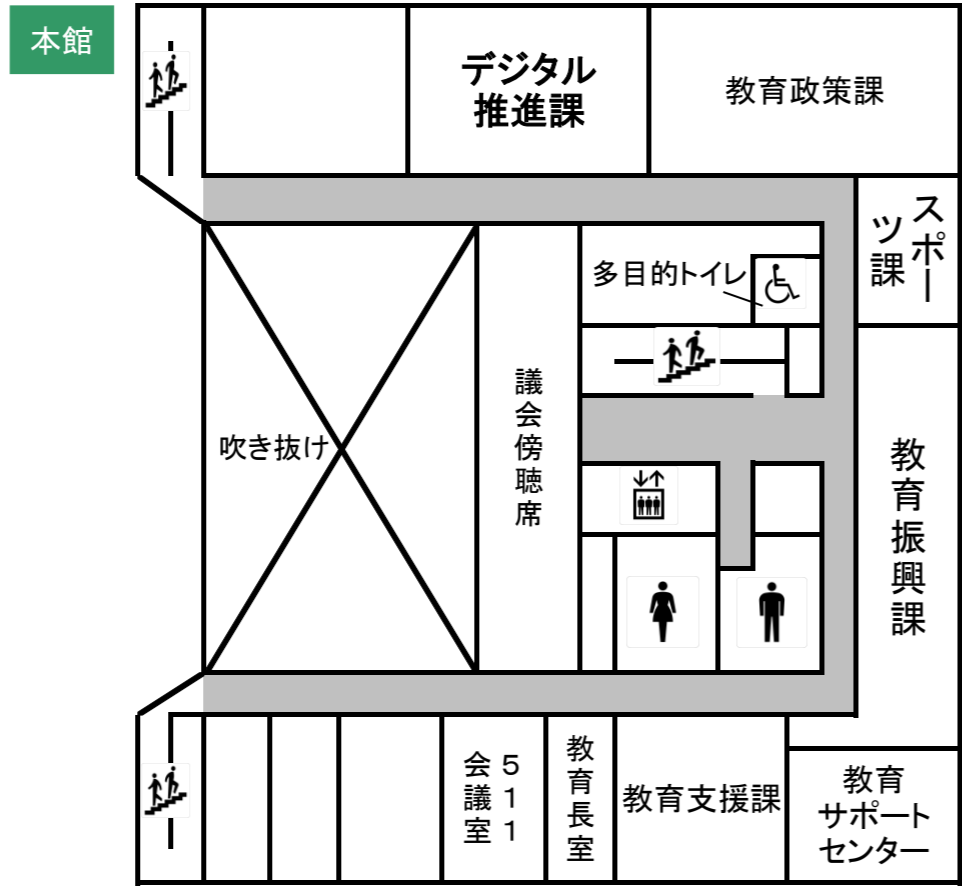 本館
デジタル
推進課
教育政策課
スポー
ツ課
多目的トイレ
議会傍聴席
吹き抜け
教育振興課
511
会議室
教育長室
教育支援課
教育
サポート
センター